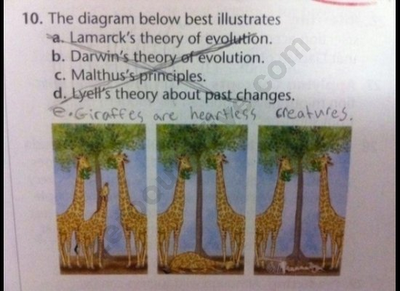 10. The diagram below best illustrates
a. Lamarck's theory of evolution.
b. Darwin's theory of evolution.
c. Malthus's principles.
d. Lyell's theory about past changes.
e. Giraffes are heartless creatures.